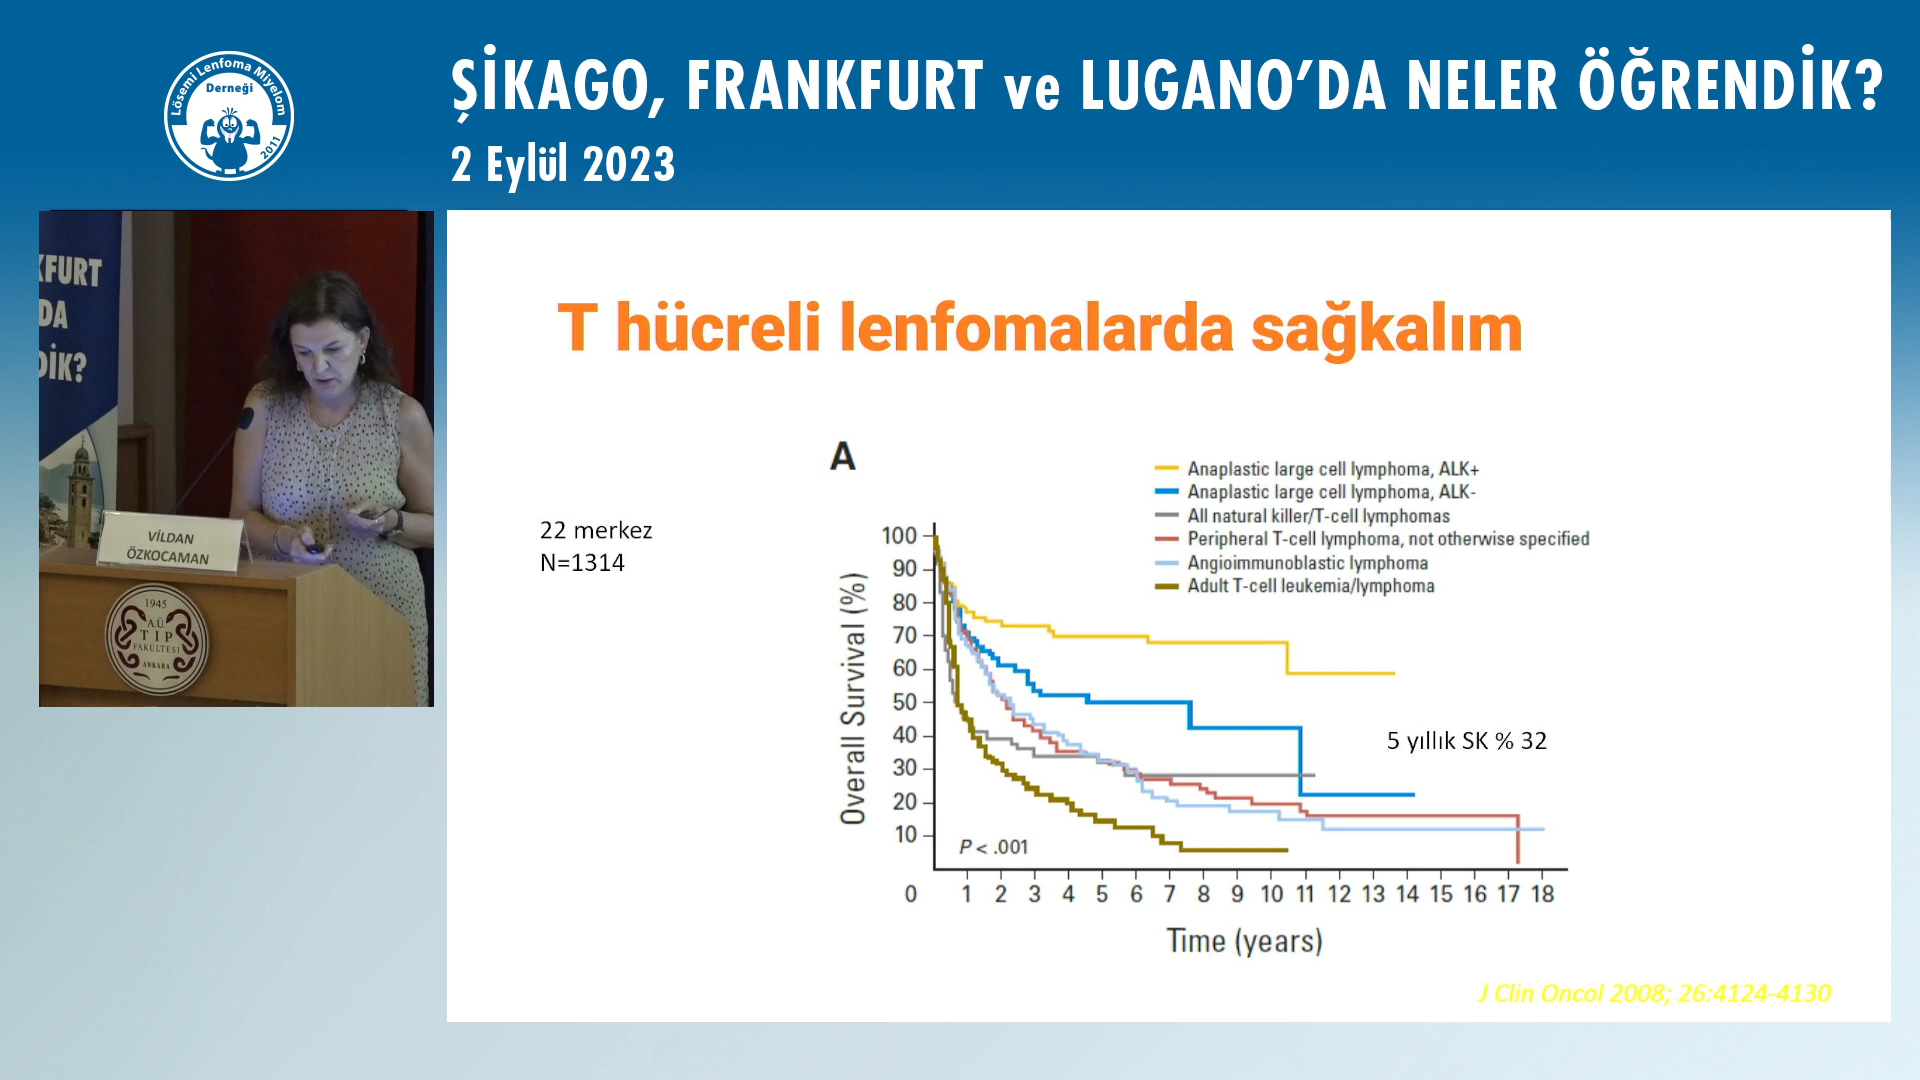 Lösemi Lenfoma Miyelom
Derneği
2011
ŞİKAGO, FRANKFURT ve LUGANO’DA NELER ÖĞRENDİK?
2 Eylül 2023
KFURT
DA
DİK?
VİLDAN
ÖZKOCAMAN
1945
A.Ü.
TIP
FAKÜLTESİ
ANKARA
T hücreli lenfomalarda sağkalım
22 merkez
N=1314
A
Anaplastic large cell lymphoma, ALK+
Anaplastic large cell lymphoma, ALK-
All natural killer/T-cell lymphomas
Peripheral T-cell lymphoma, not otherwise specified
Angioimmunoblastic lymphoma
Adult T-cell leukemia/lymphoma
Overall Survival (%)
100
90
80
70
60
50
40
30
20
10
P < .001
5 yıllık SK % 32
0 1 2 3 4 5 6 7 8 9 10 11 12 13 14 15 16 17 18
Time (years)
J Clin Oncol 2008; 26:4124-4130